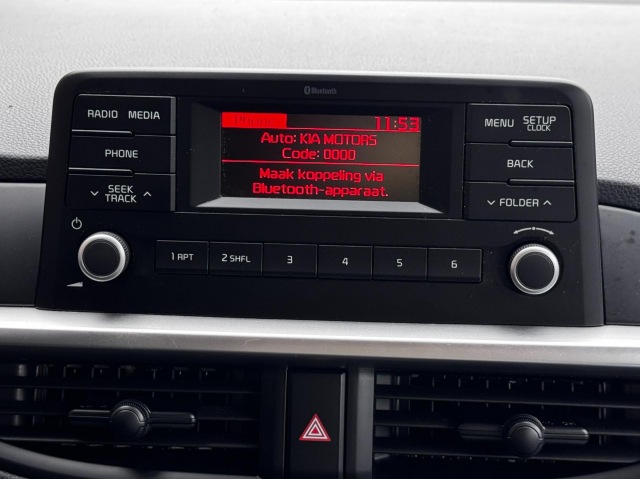 Bluetooth
RADIO MEDIA
PHONE
SEEK
TRACK
11:53
Auto: KIA MOTORS
Code: 0000
Maak koppeling via
Bluetooth-apparaat.
MENU SETUP
CLOCK
BACK
FOLDER
1 RPT
2 SHFL
3
4
5
6